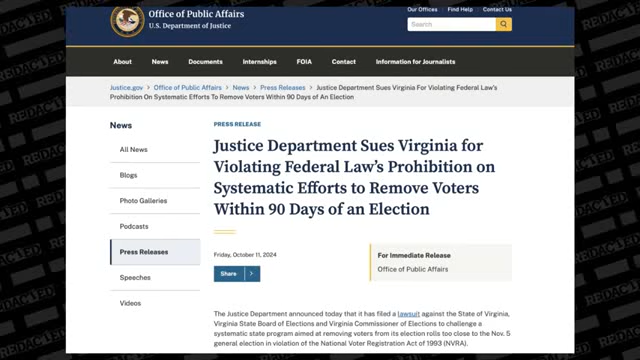 Office of Public Affairs
U.S. Department of Justice
Our Offices Find Help Contact Us
Search
About News Documents Internships FOIA Contact Information for Journalists
Justice.gov > Office of Public Affairs > News > Press Releases > Justice Department Sues Virginia For Violating Federal Law's
Prohibition On Systematic Efforts To Remove Voters Within 90 Days of An Election
News
All News
Blogs
Photo Galleries
Podcasts
Press Releases
Speeches
Videos
PRESS RELEASE
Justice Department Sues Virginia for
Violating Federal Law's Prohibition on
Systematic Efforts to Remove Voters
Within 90 Days of an Election
Friday, October 11, 2024
Share >
For Immediate Release
Office of Public Affairs
The Justice Department announced today that it has filed a lawsuit against the State of Virginia,
Virginia State Board of Elections and Virginia Commissioner of Elections to challenge a
systematic state program aimed at removing voters from its election rolls too close to the Nov. 5
general election in violation of the National Voter Registration Act of 1993 (NVRA).